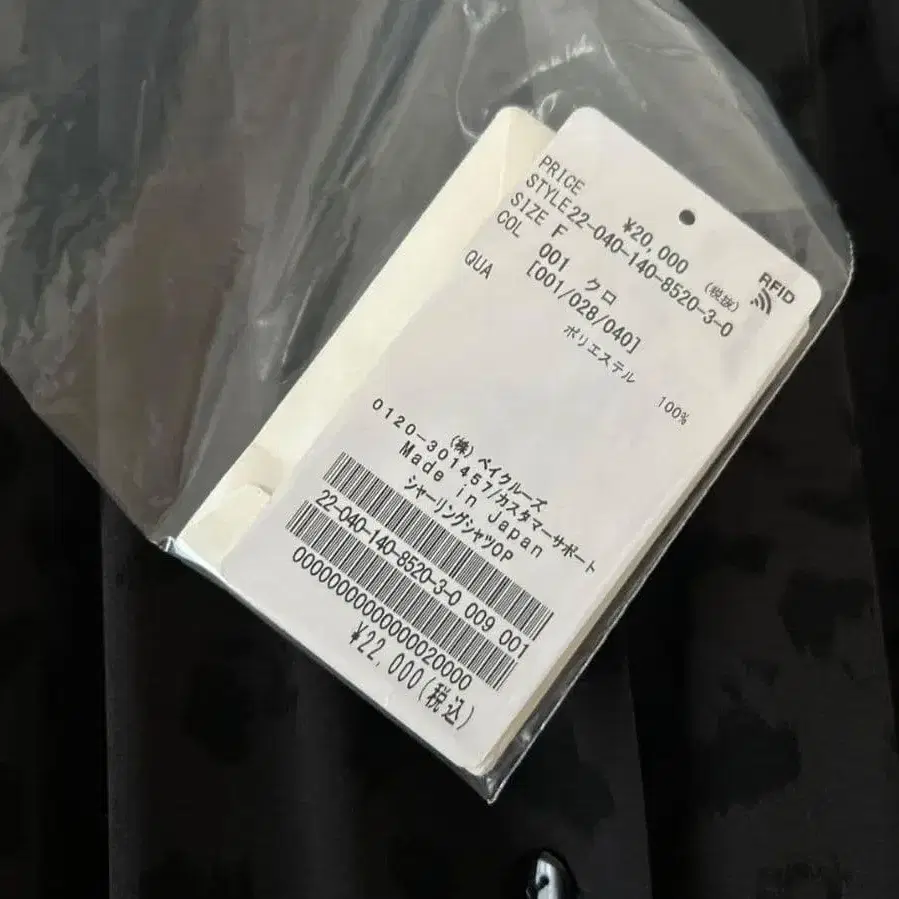 RFID
PRICE ¥20,000 (税抜)
STYLE22-040-140-8520-3-0
SIZE F
COL 001 クロ
[001/028/040]
QUA ポリエステル 100%
(株)ベイクルーズ
0120-301457/カスタマーサポート
Made in Japan
シャーリングシャツOP
22-040-140-8520-3-0 009 001
0000000000000020000
¥22,000(税込)